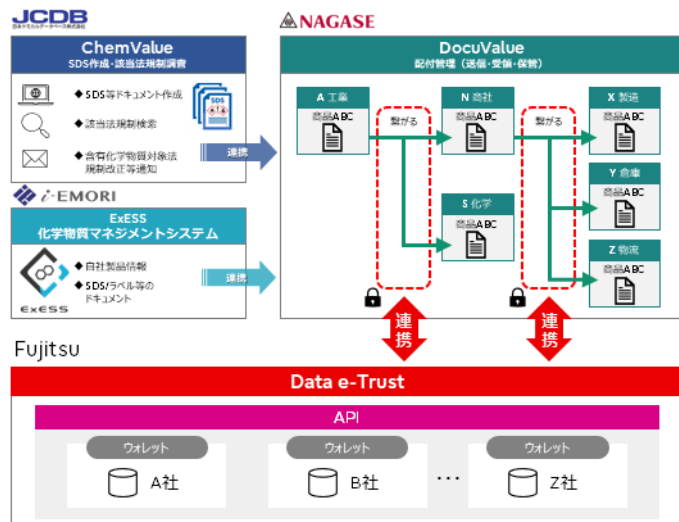 JCDB
日本ケミカルデータベース株式会社
ChemValue
SDS作成・該当法規制調査
SDS
◆ SDS等ドキュメント作成
◆ 該当法規制検索
◆ 含有化学物質対象法
規制改正等通知
連携
i-EMORI
ExESS
化学物質マネジメントシステム
ExESS
◆ 自社製品情報
◆ SDS/ラベル等の
ドキュメント
連携
NAGASE
DocuValue
配付管理（送信・受領・保管）
A 工業
商品ABC
繋がる
N 商社
商品ABC
繋がる
X 製造
商品ABC
S 化学
商品ABC
Y 倉庫
商品ABC
Z 物流
商品ABC
連携
連携
Fujitsu
Data e-Trust
API
ウォレット
A社
ウォレット
B社
・・・
ウォレット
Z社